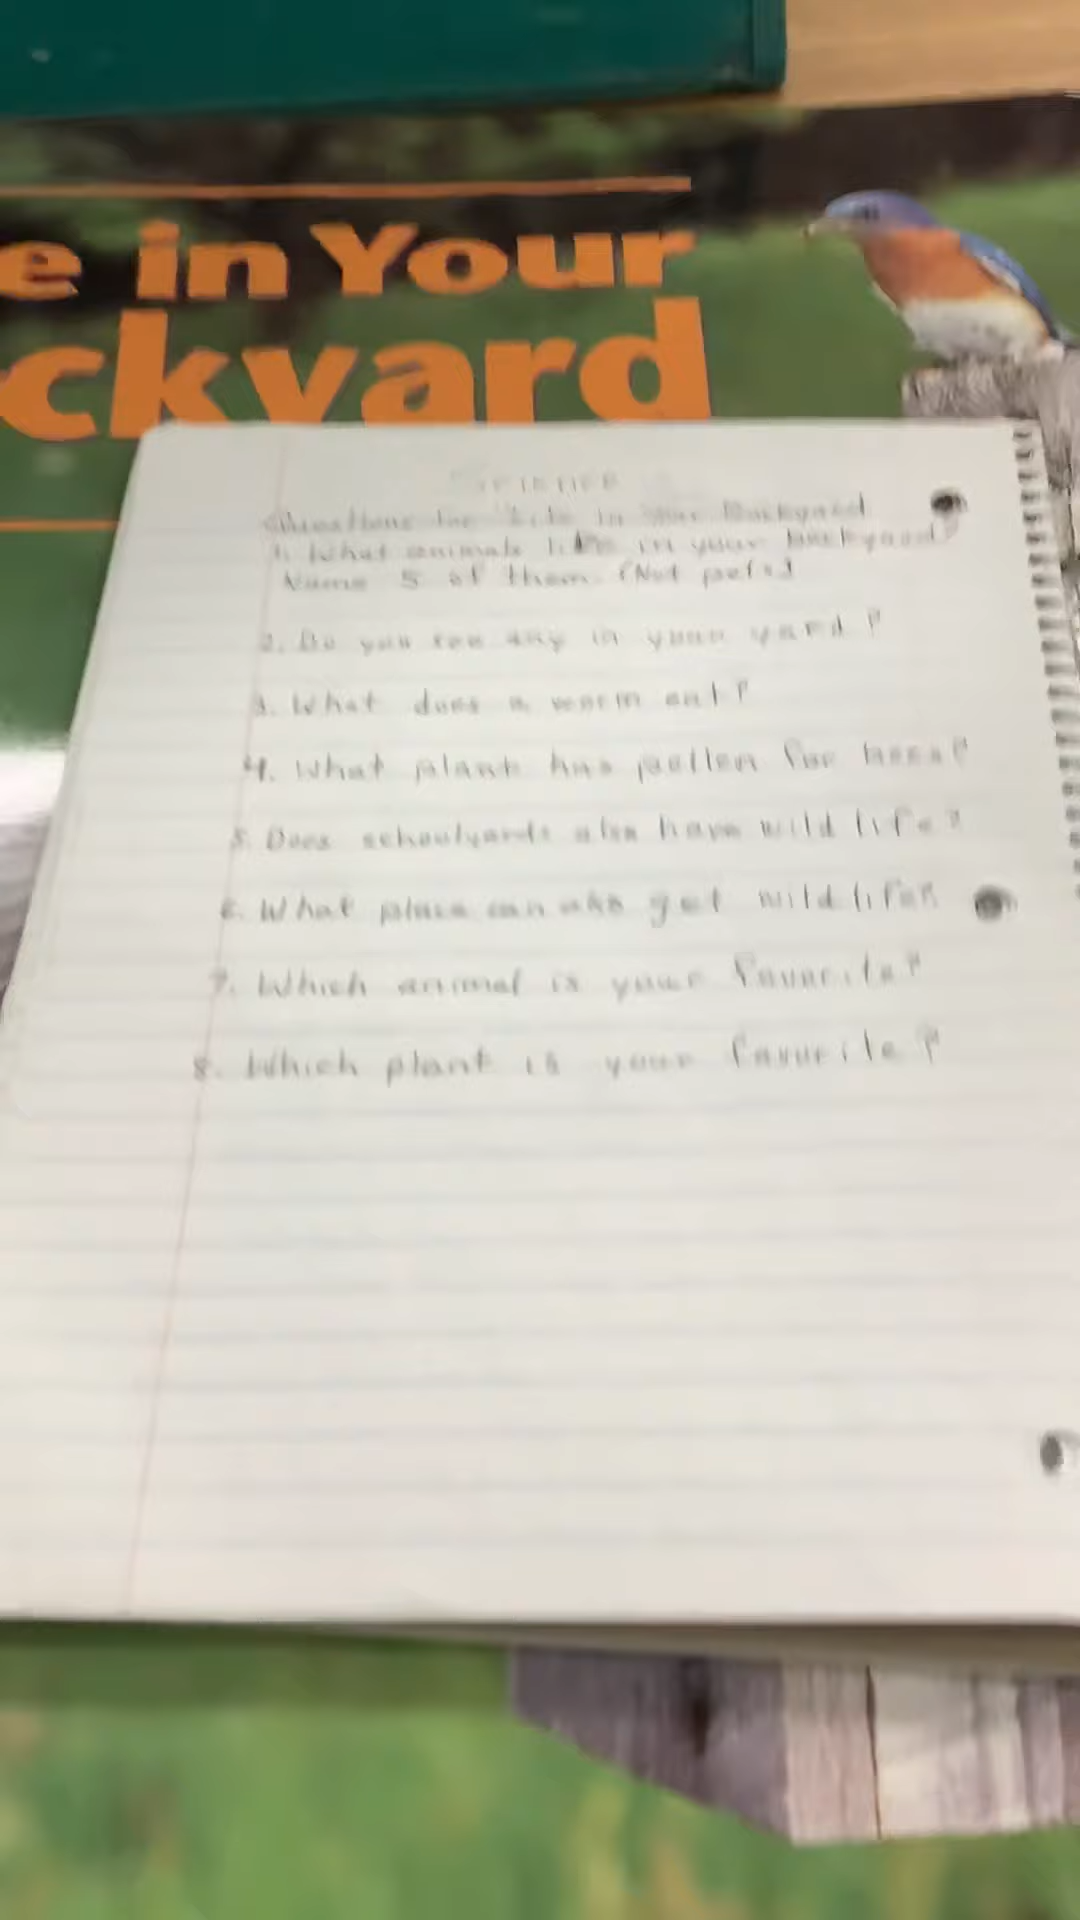 e in Your
ckyard
SCIENCE
Questions for Life in Your Backyard
1. What animals live in your backyard?
Name 5 of them. (Not pets)
2. Do you see any in your yard?
3. What does a worm eat?
4. What plant has pollen for bees?
5. Does schoolyards also have wild life?
6. What place can also get wild life?
7. Which animal is your favorite?
8. Which plant is your favorite?